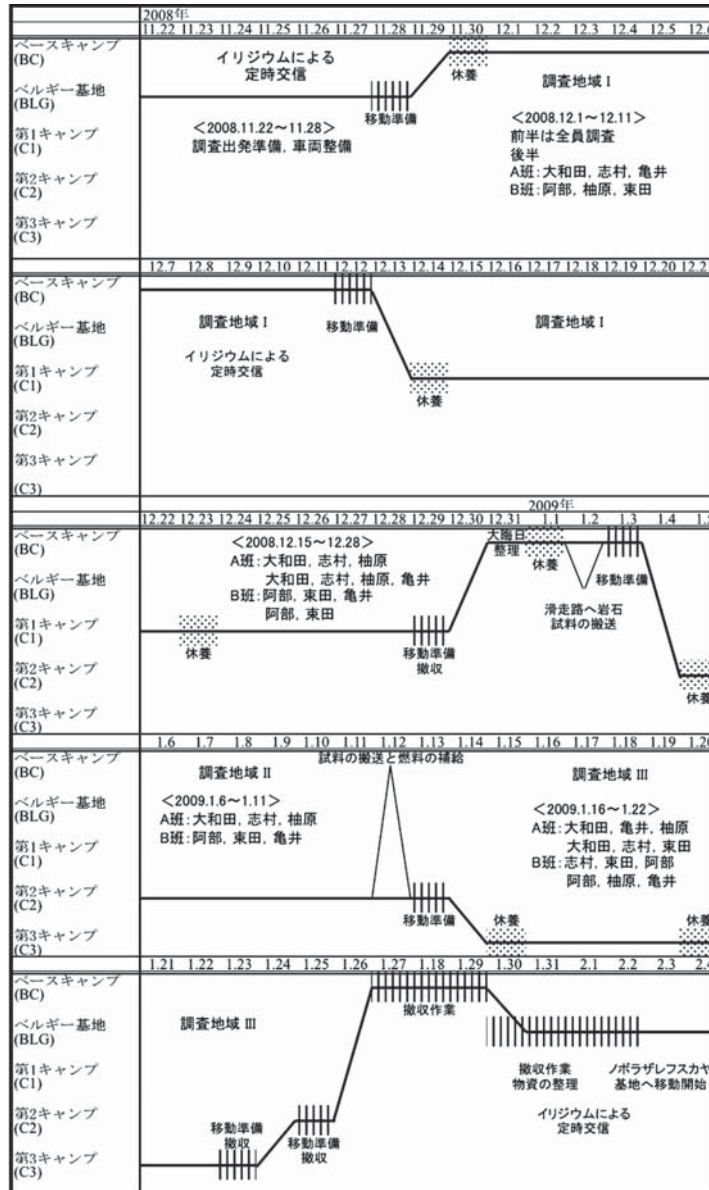 2008年
11.22 11.23 11.24 11.25 11.26 11.27 11.28 11.29 11.30 12.1 12.2 12.3 12.4 12.5
ベースキャンプ
(BC)
ベルギー基地
(BLG)
第1キャンプ
(C1)
第2キャンプ
(C2)
第3キャンプ
(C3)
イリジウムによる
定時交信
移動準備
休養
調査地域 I
<2008.11.22～11.28>
調査出発準備, 車両整備
<2008.12.1～12.11>
前半は全員調査
後半
A班:大和田, 志村, 亀井
B班:阿部, 柚原, 束田
12.7 12.8 12.9 12.10 12.11 12.12 12.13 12.14 12.15 12.16 12.17 12.18 12.19 12.20
ベースキャンプ
(BC)
ベルギー基地
(BLG)
第1キャンプ
(C1)
第2キャンプ
(C2)
第3キャンプ
(C3)
調査地域 I
イリジウムによる
定時交信
移動準備
休養
調査地域 I
2009年
12.22 12.23 12.24 12.25 12.26 12.27 12.28 12.29 12.30 12.31 1.1 1.2 1.3 1.4
ベースキャンプ
(BC)
ベルギー基地
(BLG)
第1キャンプ
(C1)
第2キャンプ
(C2)
第3キャンプ
(C3)
<2008.12.15～12.28>
A班:大和田, 志村, 柚原
大和田, 志村, 柚原, 亀井
B班:阿部, 束田, 亀井
阿部, 束田
休養
移動準備
撤収
大晦日
整理
休養
移動準備
滑走路へ岩石
試料の搬送
休養
1.6 1.7 1.8 1.9 1.10 1.11 1.12 1.13 1.14 1.15 1.16 1.17 1.18 1.19 1.20
ベースキャンプ
(BC)
ベルギー基地
(BLG)
第1キャンプ
(C1)
第2キャンプ
(C2)
第3キャンプ
(C3)
試料の搬送と燃料の補給
調査地域 II
<2009.1.6～1.11>
A班:大和田, 志村, 柚原
B班:阿部, 束田, 亀井
移動準備
調査地域 III
<2009.1.16～1.22>
A班:大和田, 亀井, 柚原
大和田, 志村, 束田
B班:志村, 束田, 阿部
阿部, 柚原, 亀井
休養
休養
1.21 1.22 1.23 1.24 1.25 1.26 1.27 1.18 1.29 1.30 1.31 2.1 2.2 2.3 2.4
ベースキャンプ
(BC)
ベルギー基地
(BLG)
第1キャンプ
(C1)
第2キャンプ
(C2)
第3キャンプ
(C3)
調査地域 III
移動準備
撤収
移動準備
撤収
撤収作業
撤収作業
物資の整理
ノボラザレフスカヤ
基地へ移動開始
イリジウムによる
定時交信